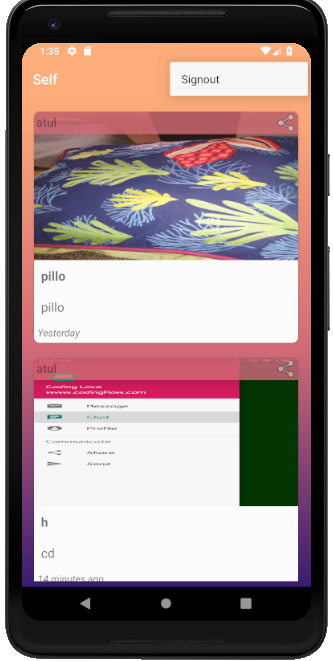 1:35
Self
Signout
atul
pillo
pillo
Yesterday
atul
Coding Love
www.codingflow.com
Message
Chat
Profile
Communicate
Share
Send
h
cd
14 minutes ago